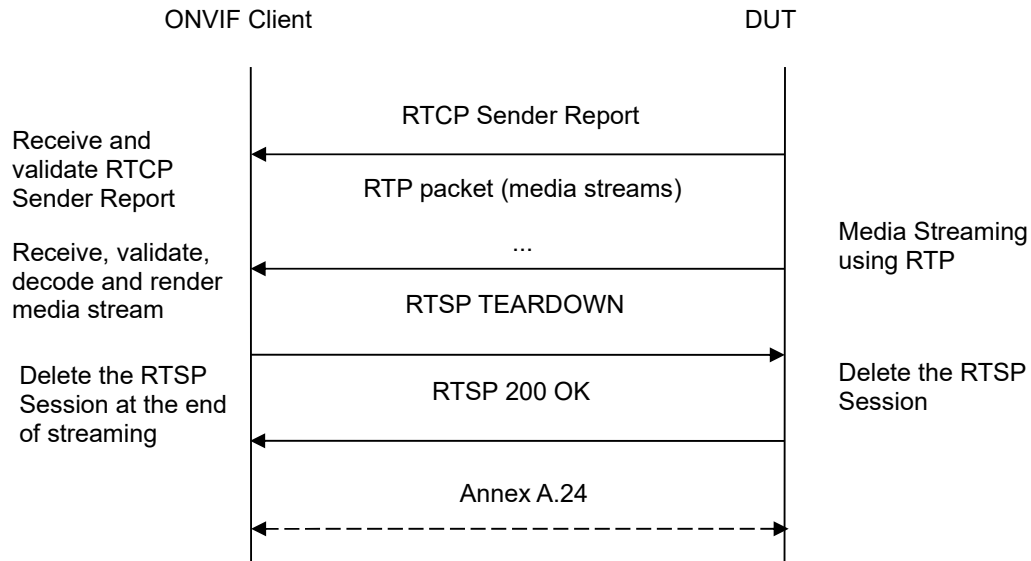 ONVIF Client
DUT
RTCP Sender Report
Receive and
validate RTCP
Sender Report
RTP packet (media streams)
...
Media Streaming
using RTP
Receive, validate,
decode and render
media stream
RTSP TEARDOWN
Delete the RTSP
Session at the end
of streaming
RTSP 200 OK
Delete the RTSP
Session
Annex A.24